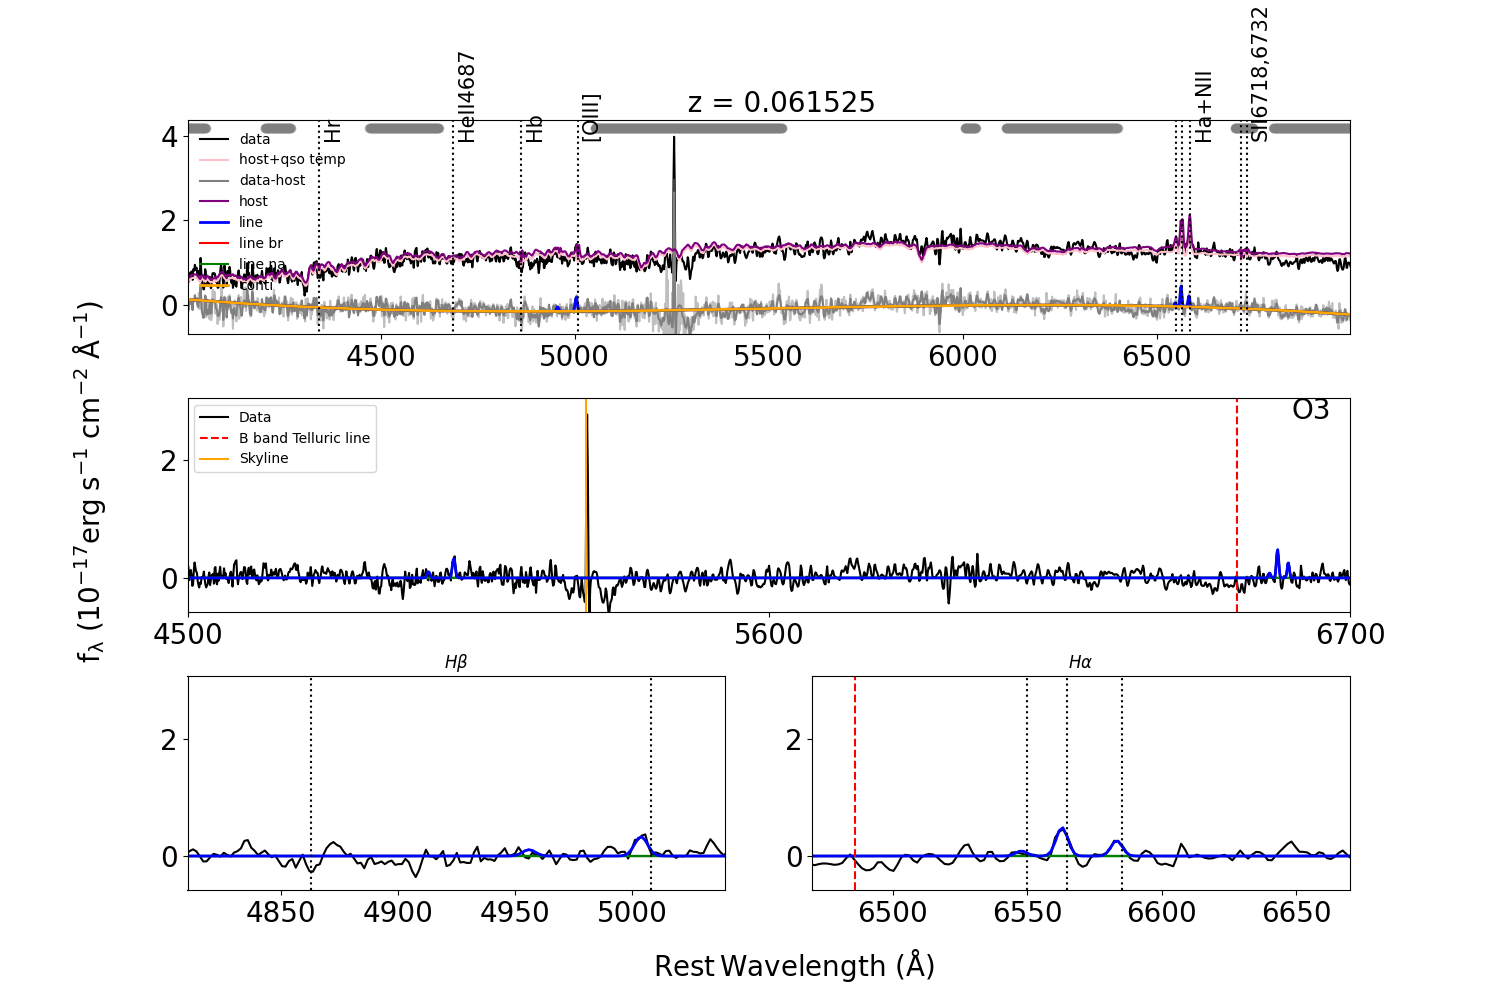 Hr
HeII4687
Hb
[OIII]
Ha+NII
SII6718,6732
z = 0.061525
data
host+qso temp
data-host
host
line
line br
line na
conti
4
2
0
4500
5000
5500
6000
6500
fλ (10⁻¹⁷erg s⁻¹ cm⁻² Å⁻¹)
O3
Data
B band Telluric line
Skyline
2
0
4500
5600
6700
Hβ
2
0
4850
4900
4950
5000
Hα
2
0
6500
6550
6600
6650
Rest Wavelength (Å)